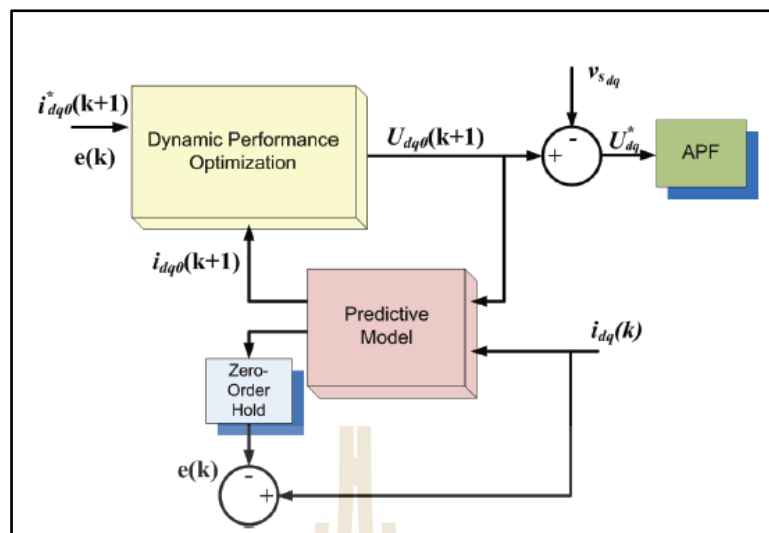 i*dq0(k+1)
e(k)
Dynamic Performance
Optimization
Udq0(k+1)
vsdq
+
-
U*dq
APF
idq0(k+1)
Predictive
Model
idq(k)
Zero-
Order
Hold
e(k)
-
+